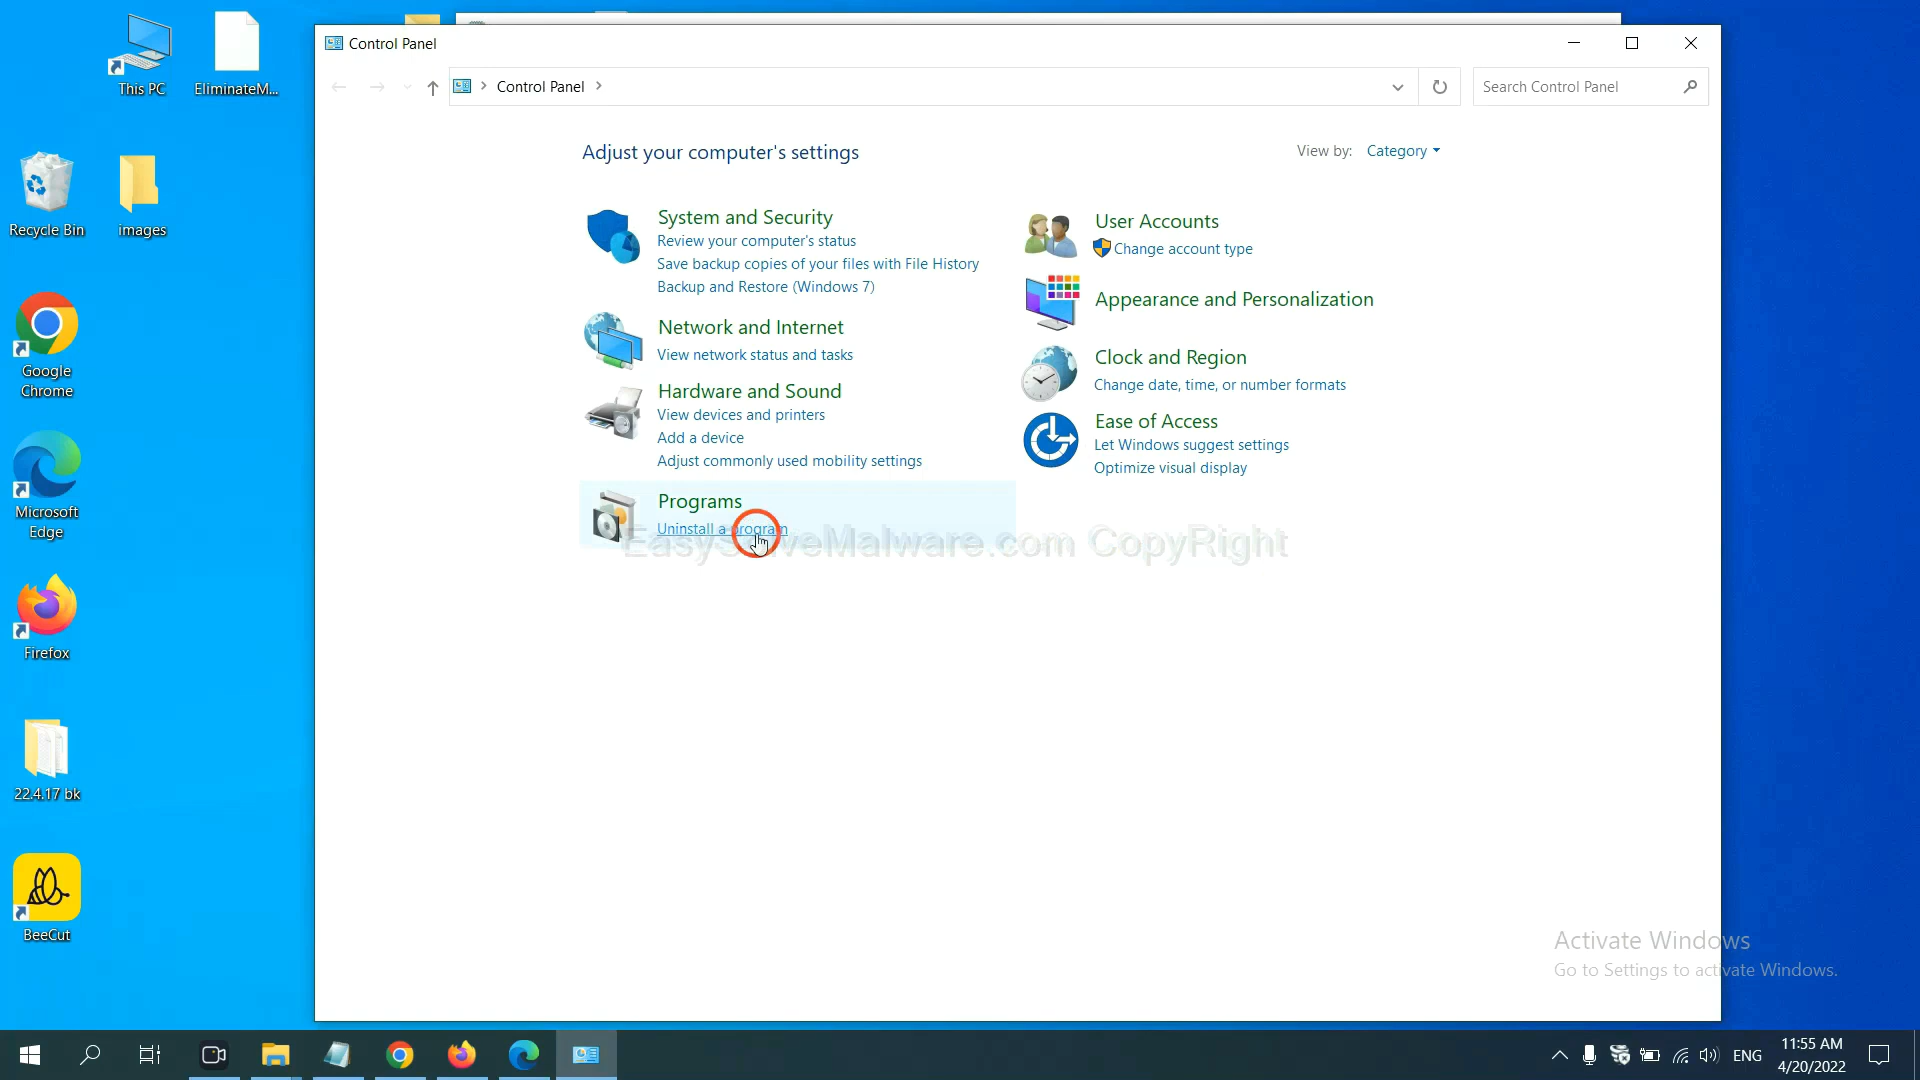 This PC
EliminateM...
Recycle Bin
images
Google
Chrome
Microsoft
Edge
Firefox
22.4.17 bk
BeeCut
Control Panel
Control Panel
Search Control Panel
Adjust your computer's settings
View by: Category
System and Security
Review your computer's status
Save backup copies of your files with File History
Backup and Restore (Windows 7)
Network and Internet
View network status and tasks
Hardware and Sound
View devices and printers
Add a device
Adjust commonly used mobility settings
Programs
Uninstall a program
User Accounts
Change account type
Appearance and Personalization
Clock and Region
Change date, time, or number formats
Ease of Access
Let Windows suggest settings
Optimize visual display
EasySolveMalware.com CopyRight
Activate Windows
Go to Settings to activate Windows.
ENG
11:55 AM
4/20/2022